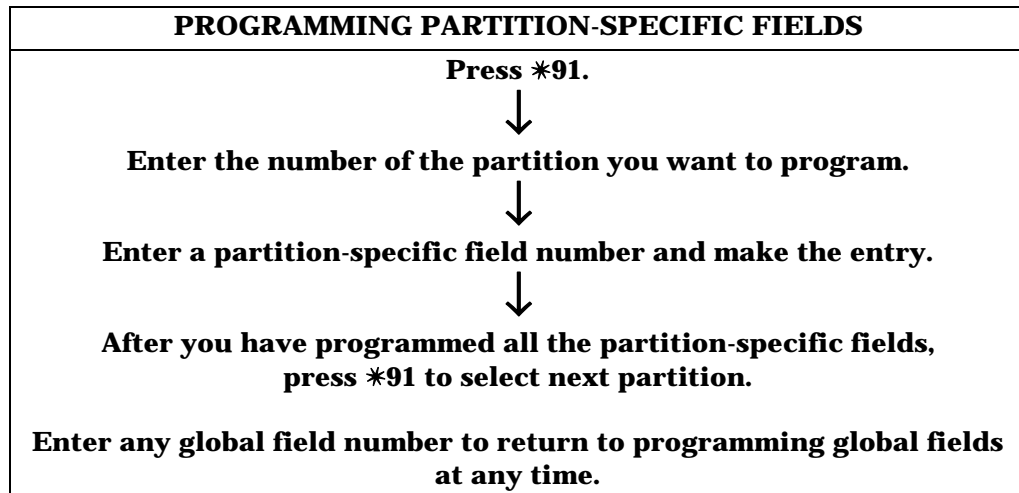 PROGRAMMING PARTITION-SPECIFIC FIELDS
Press ✳91.
Enter the number of the partition you want to program.
Enter a partition-specific field number and make the entry.
After you have programmed all the partition-specific fields,
press ✳91 to select next partition.
Enter any global field number to return to programming global fields
at any time.